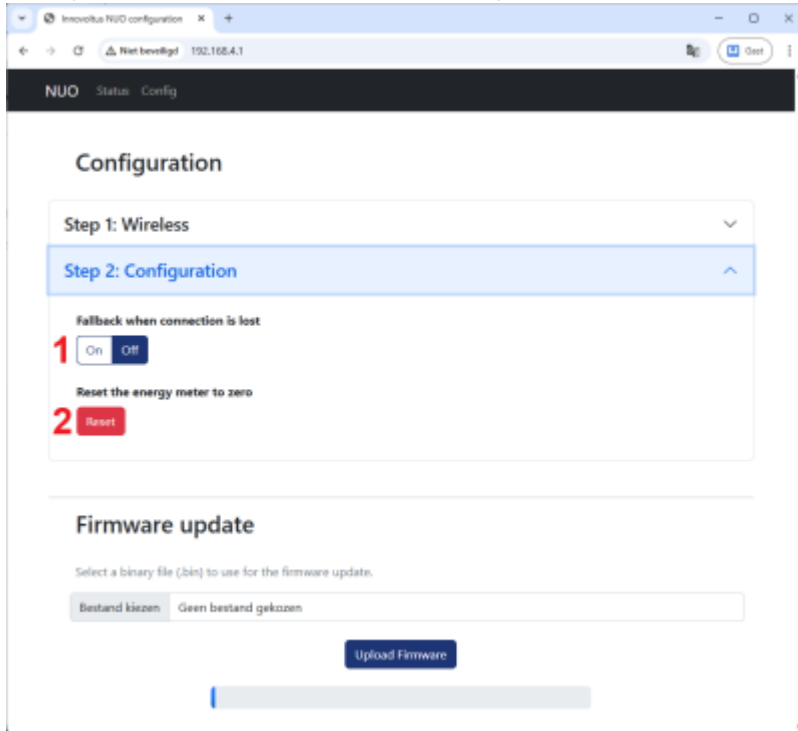 Innovoltus NUO configuration
Niet beveiligd 192.168.4.1 Gast
NUO Status Config
Configuration
Step 1: Wireless
Step 2: Configuration
Fallback when connection is lost
1 On Off
Reset the energy meter to zero
2 Reset
Firmware update
Select a binary file (.bin) to use for the firmware update.
Bestand kiezen Geen bestand gekozen
Upload Firmware